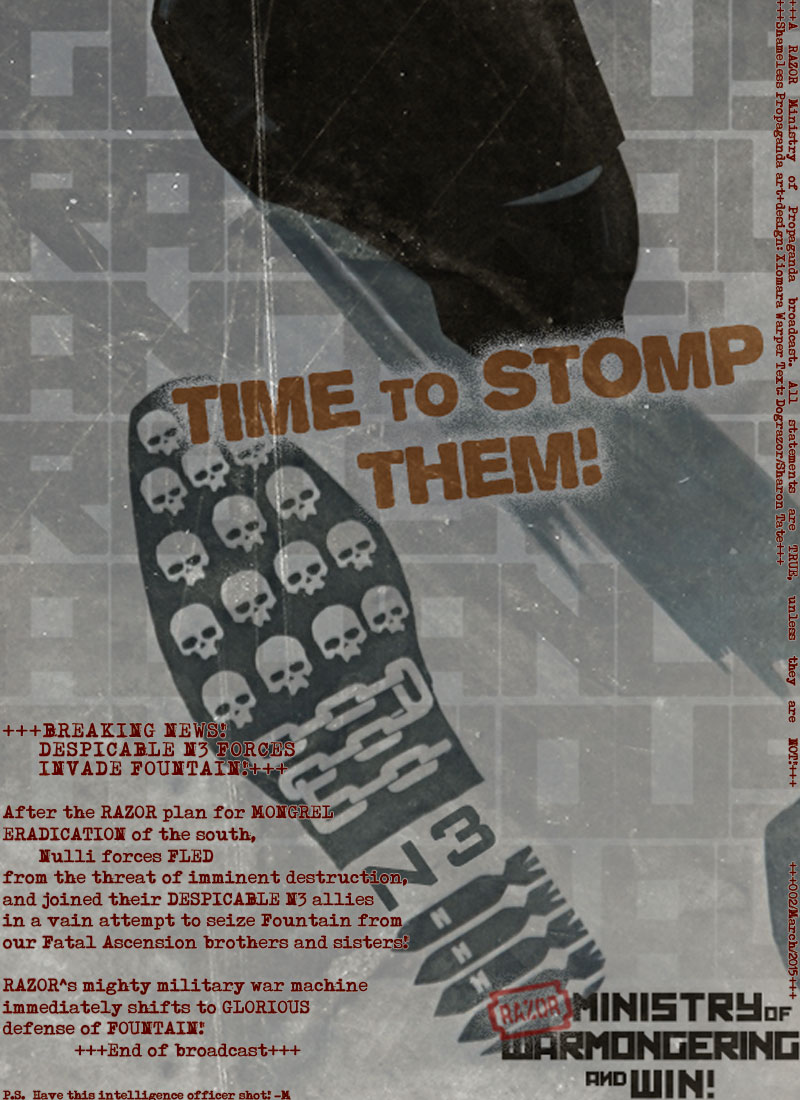 TIME TO STOMP
THEM!
+++BREAKING NEWS!
DESPICABLE N3 FORCES
INVADE FOUNTAIN!+++
After the RAZOR plan for MONGREL
ERADICATION of the south,
Nulli forces FLED
from the threat of imminent destruction,
and joined their DESPICABLE N3 allies
in a vain attempt to seize Fountain from
our Fatal Ascension brothers and sisters!
RAZOR^s mighty military war machine
immediately shifts to GLORIOUS
defense of FOUNTAIN!
+++End of broadcast+++
P.S. Have this intelligence officer shot! -M
N3
RAZOR
MINISTRY OF
WARMONGERING
AND WIN!
+++A RAZOR Ministry of Propaganda broadcast. All statements are TRUE, unless they are NOT!+++
+++Shameless Propaganda art+design: Xiomara Warper Text: Dograzor/Sharon Tate+++
+++002/March/2015+++